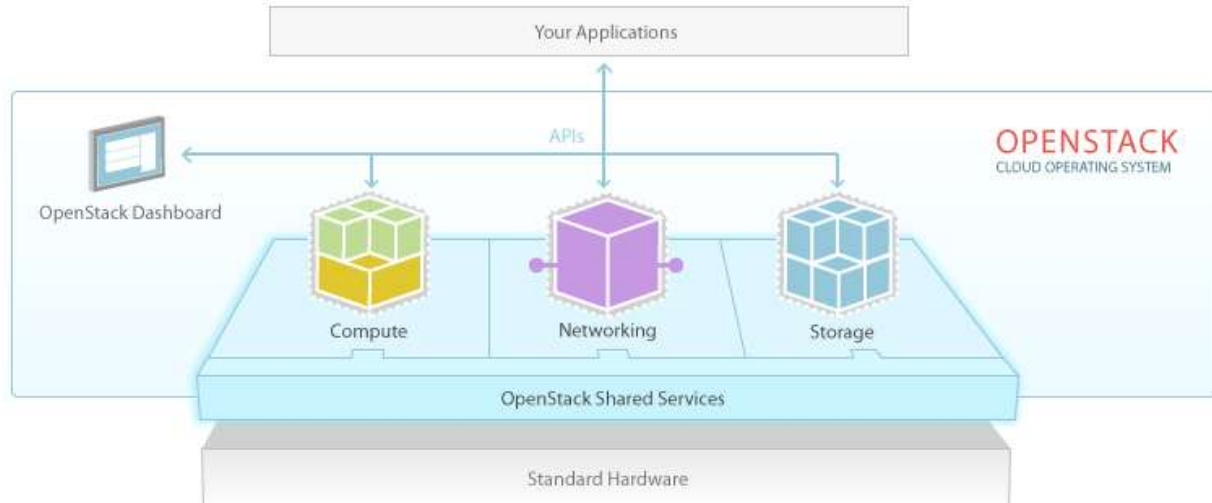 Your Applications
APIs
OPENSTACK
CLOUD OPERATING SYSTEM
OpenStack Dashboard
Compute
Networking
Storage
OpenStack Shared Services
Standard Hardware